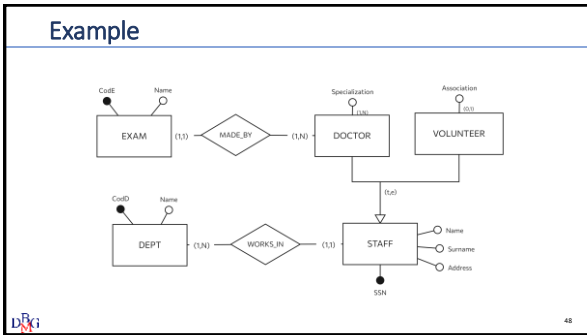 Example
CodE
Name
EXAM
(1,1)
MADE_BY
(1,N)
Specialization
(1,N)
DOCTOR
Association
(0,1)
VOLUNTEER
(t,e)
CodD
Name
DEPT
(1,N)
WORKS_IN
(1,1)
STAFF
Name
Surname
Address
SSN
DBMG
48